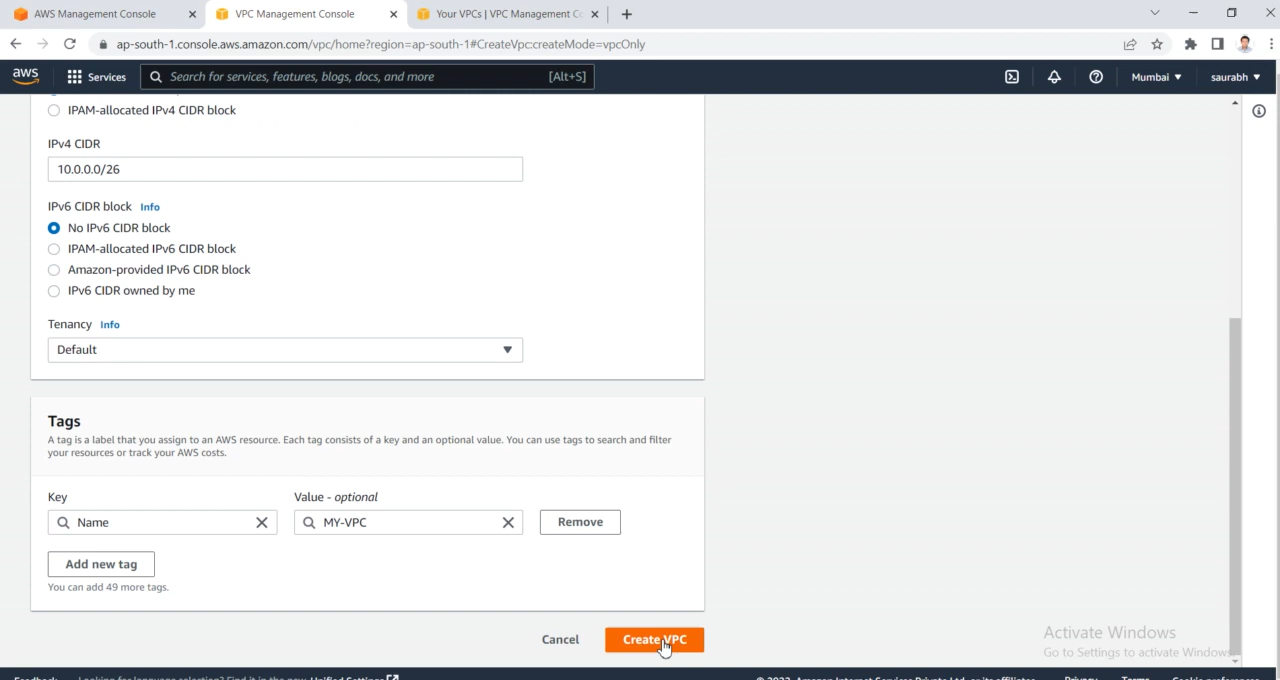 AWS Management Console
VPC Management Console
Your VPCs | VPC Management C
ap-south-1.console.aws.amazon.com/vpc/home?region=ap-south-1#CreateVpc:createMode=vpcOnly
aws
Services
Search for services, features, blogs, docs, and more
[Alt+S]
Mumbai
saurabh
IPAM-allocated IPv4 CIDR block
IPv4 CIDR
10.0.0.0/26
IPv6 CIDR block Info
No IPv6 CIDR block
IPAM-allocated IPv6 CIDR block
Amazon-provided IPv6 CIDR block
IPv6 CIDR owned by me
Tenancy Info
Default
Tags
A tag is a label that you assign to an AWS resource. Each tag consists of a key and an optional value. You can use tags to search and filter
your resources or track your AWS costs.
Key
Value - optional
Name
MY-VPC
Remove
Add new tag
You can add 49 more tags.
Cancel
Create VPC
Activate Windows
Go to Settings to activate Windows
Feedback
Looking for language selection? Find it in the new Unified Settings
© 2022, Amazon Internet Services Private Ltd. or its affiliates.
Privacy
Terms
Cookie preferences